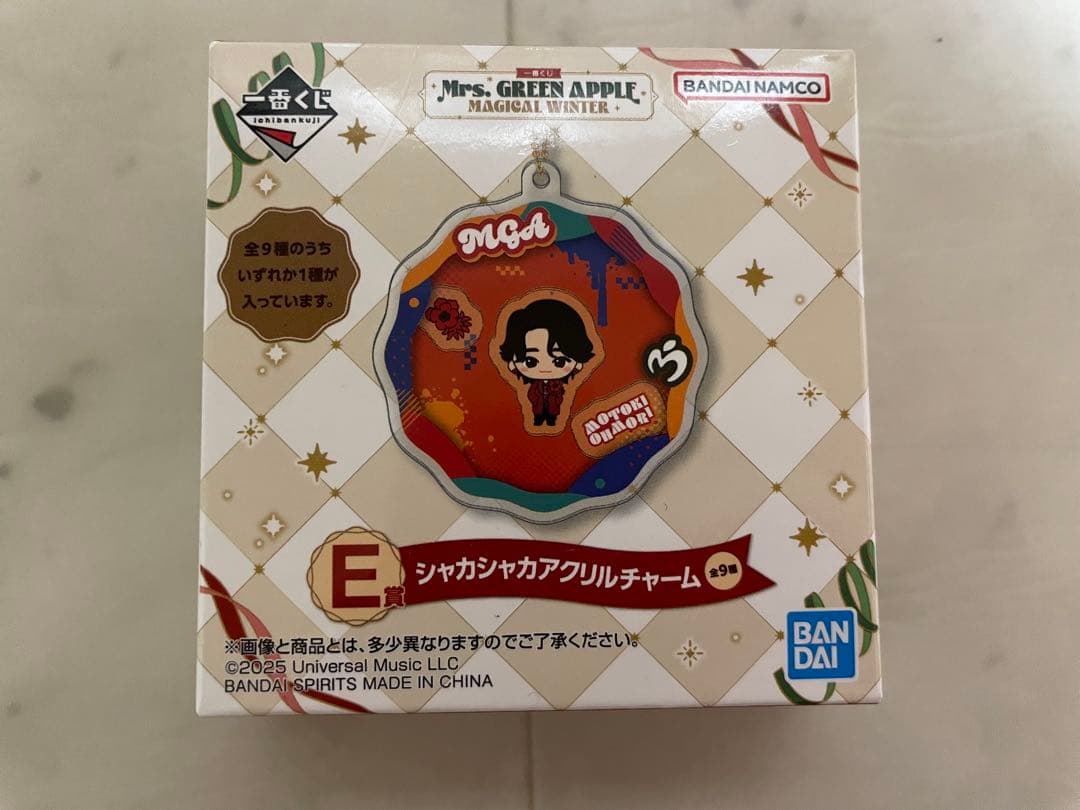 一番くじ
ichibankuji
一番くじ
Mrs. GREEN APPLE
MAGICAL WINTER
BANDAI NAMCO
全9種のうち
いずれか1種が
入っています。
MGA
MOTOKI
OHMORI
E賞
シャカシャカアクリルチャーム
全9種
※画像と商品とは、多少異なりますのでご了承ください。
©2025 Universal Music LLC
BANDAI SPIRITS MADE IN CHINA
BAN
DAI